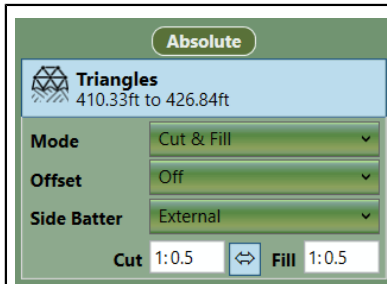 Absolute
Triangles
410.33ft to 426.84ft
Mode Cut & Fill
Offset Off
Side Batter External
Cut 1:0.5 Fill 1:0.5